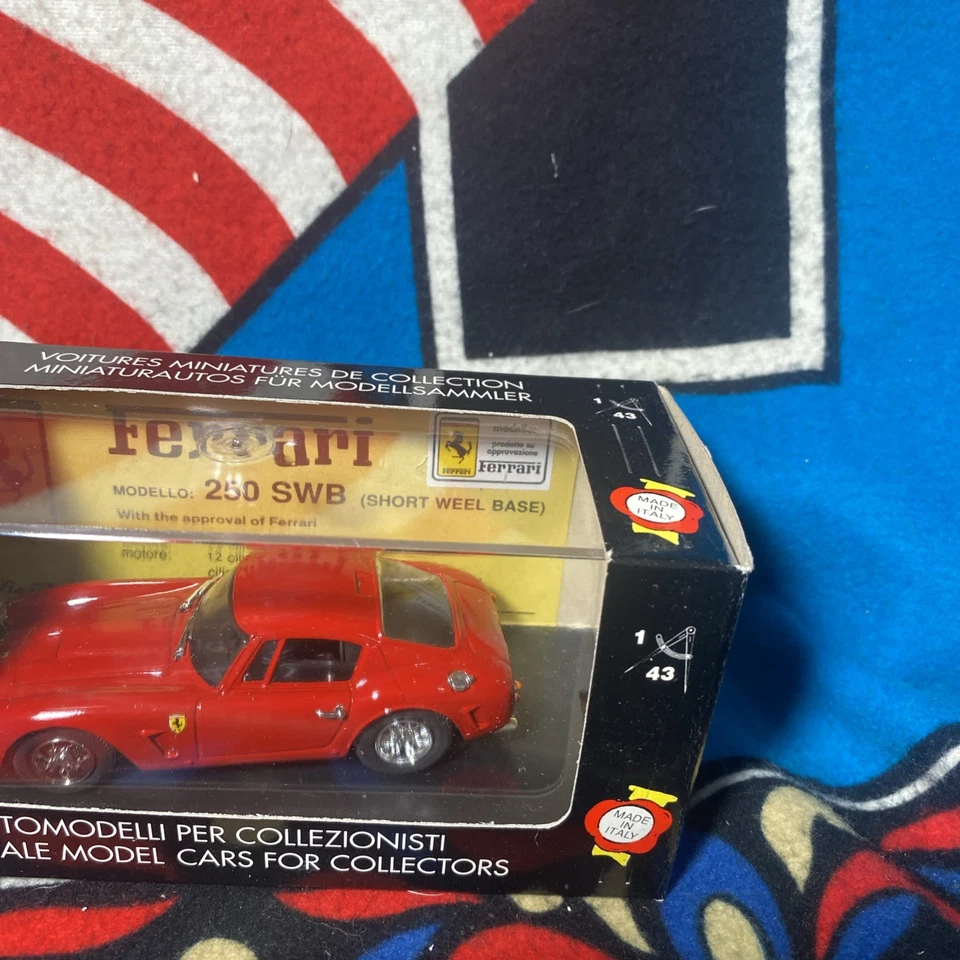 VOITURES MINIATURES DE COLLECTION
MINIATURAUTOS FÜR MODELLSAMMLER
1
43
Ferrari
modello
prodotto su
approvazione
Ferrari
Ferrari
MODELLO: 250 SWB (SHORT WEEL BASE)
With the approval of Ferrari
motore: 12
MADE
IN
ITALY
1
43
TOMODELLI PER COLLEZIONISTI
ALE MODEL CARS FOR COLLECTORS
MADE
IN
ITALY